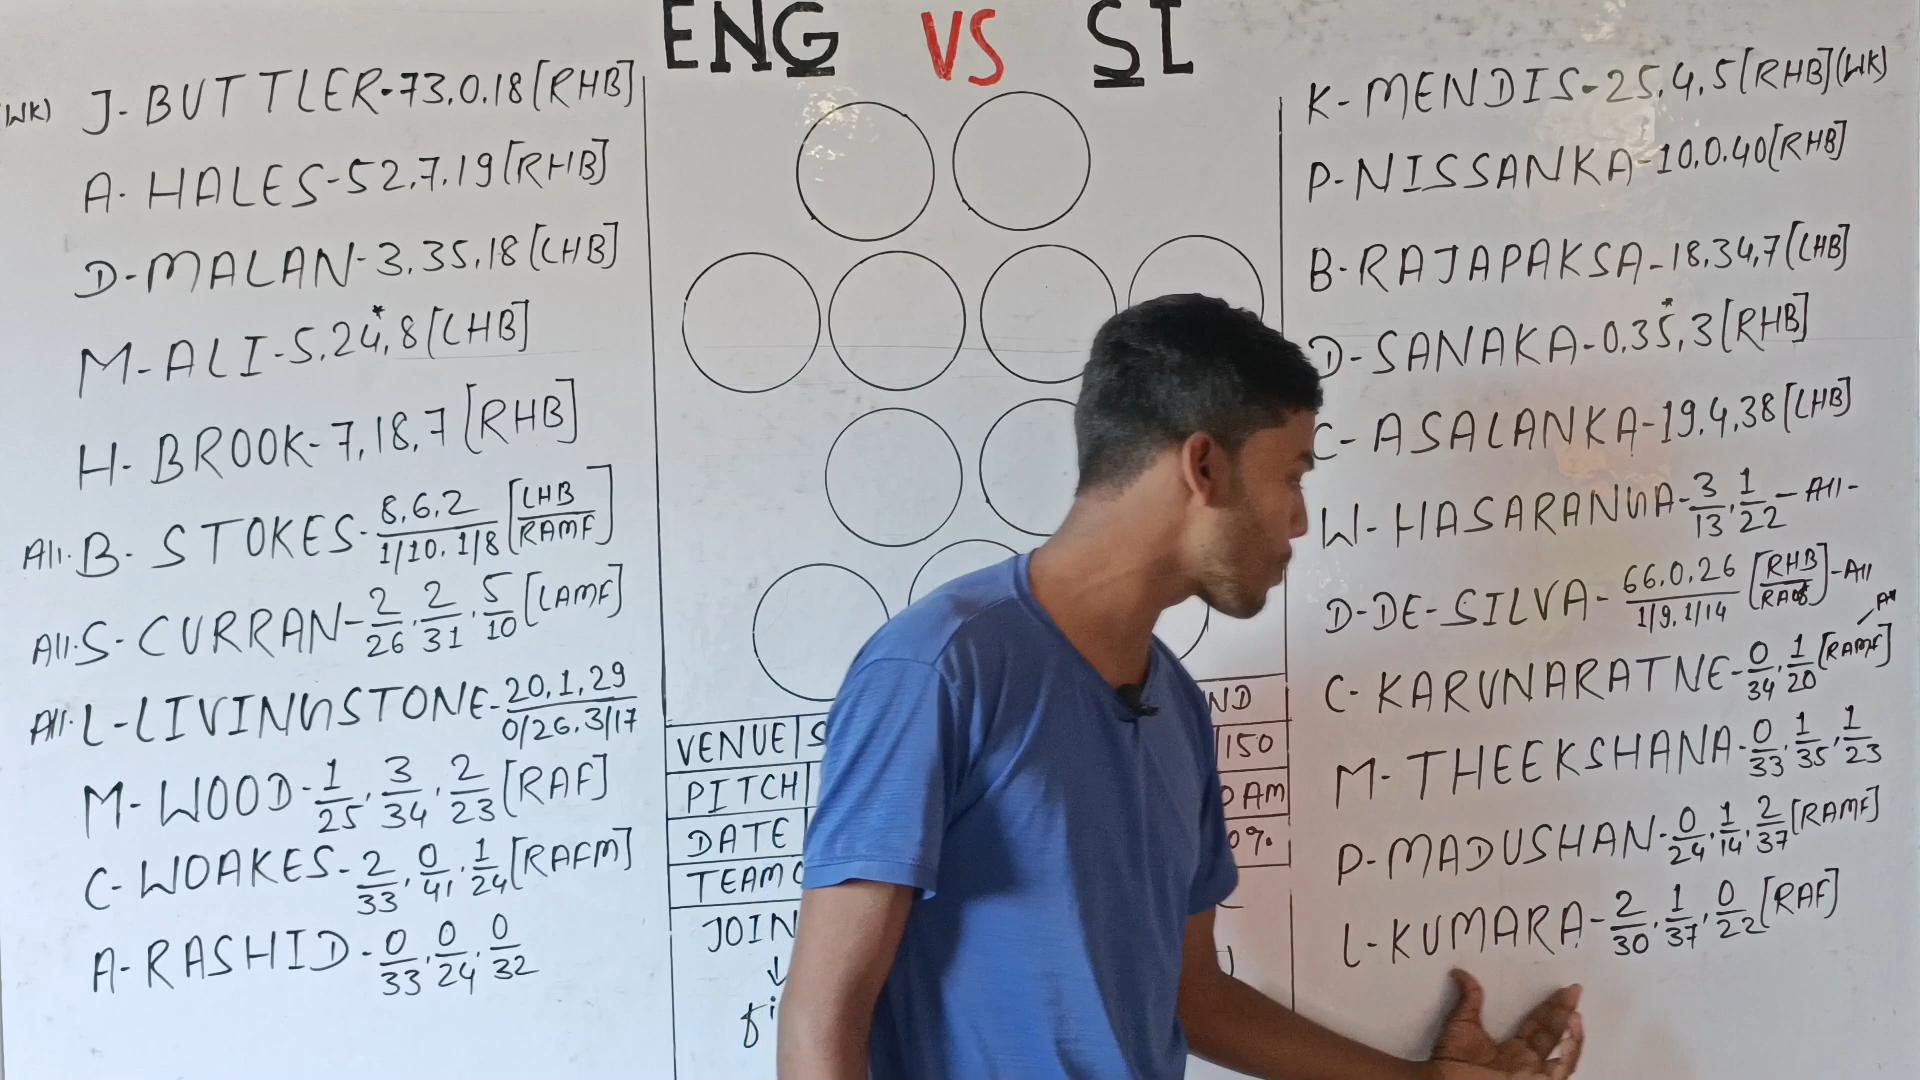 ENG VS SL
(WK) J-BUTTLER-73,0,18[RHB]
A-HALES-52,7,19[RHB]
D-MALAN-3,35,18[LHB]
M-ALI-5,24*,8[LHB]
H-BROOK-7,18,7[RHB]
All-B-STOKES-8,6,2 / 1/10,1/8 [LHB / RAMF]
All-S-CURRAN-2/26,2/31,5/10[LAMF]
All-L-LIVINGSTONE-20,1,29 / 0/26,3/17
M-WOOD-1/25,3/34,2/23[RAF]
C-WOAKES-2/33,0/41,1/24[RAFM]
A-RASHID-0/33,0/24,0/32
VENUE
150
PITCH
AM
DATE
0%
TEAM
JOIN
↓
K-MENDIS-25,4,5[RHB](WK)
P-NISSANKA-10,0,40[RHB]
B-RAJAPAKSA-18,34,7[LHB]
D-SANAKA-0,35*,3[RHB]
C-ASALANKA-19,4,38[LHB]
W-HASARANGA-3/13,1/22-All-
D-DE-SILVA-66,0,26 / 1/9,1/14 [RHB / ]-All
C-KARUNARATNE-0/34,1/20[RAMF]
M-THEEKSHANA-0/33,1/35,1/23
P-MADUSHAN-0/24,1/14,2/37[RAMF]
L-KUMARA-2/30,1/37,0/22[RAF]